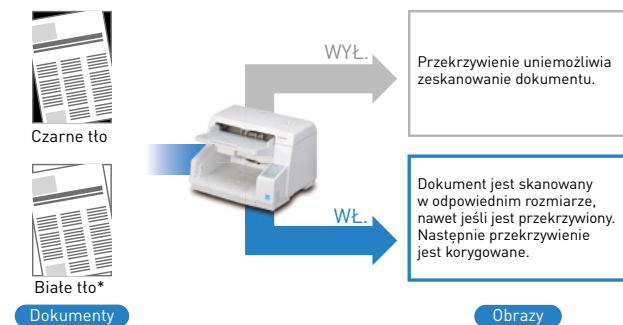 WYŁ.
Przekrzywienie uniemożliwia
zeskanowanie dokumentu.
Czarne tło
WŁ.
Dokument jest skanowany
w odpowiednim rozmiarze,
nawet jeśli jest przekrzywiony.
Następnie przekrzywienie
jest korygowane.
Białe tło*
Dokumenty
Obrazy